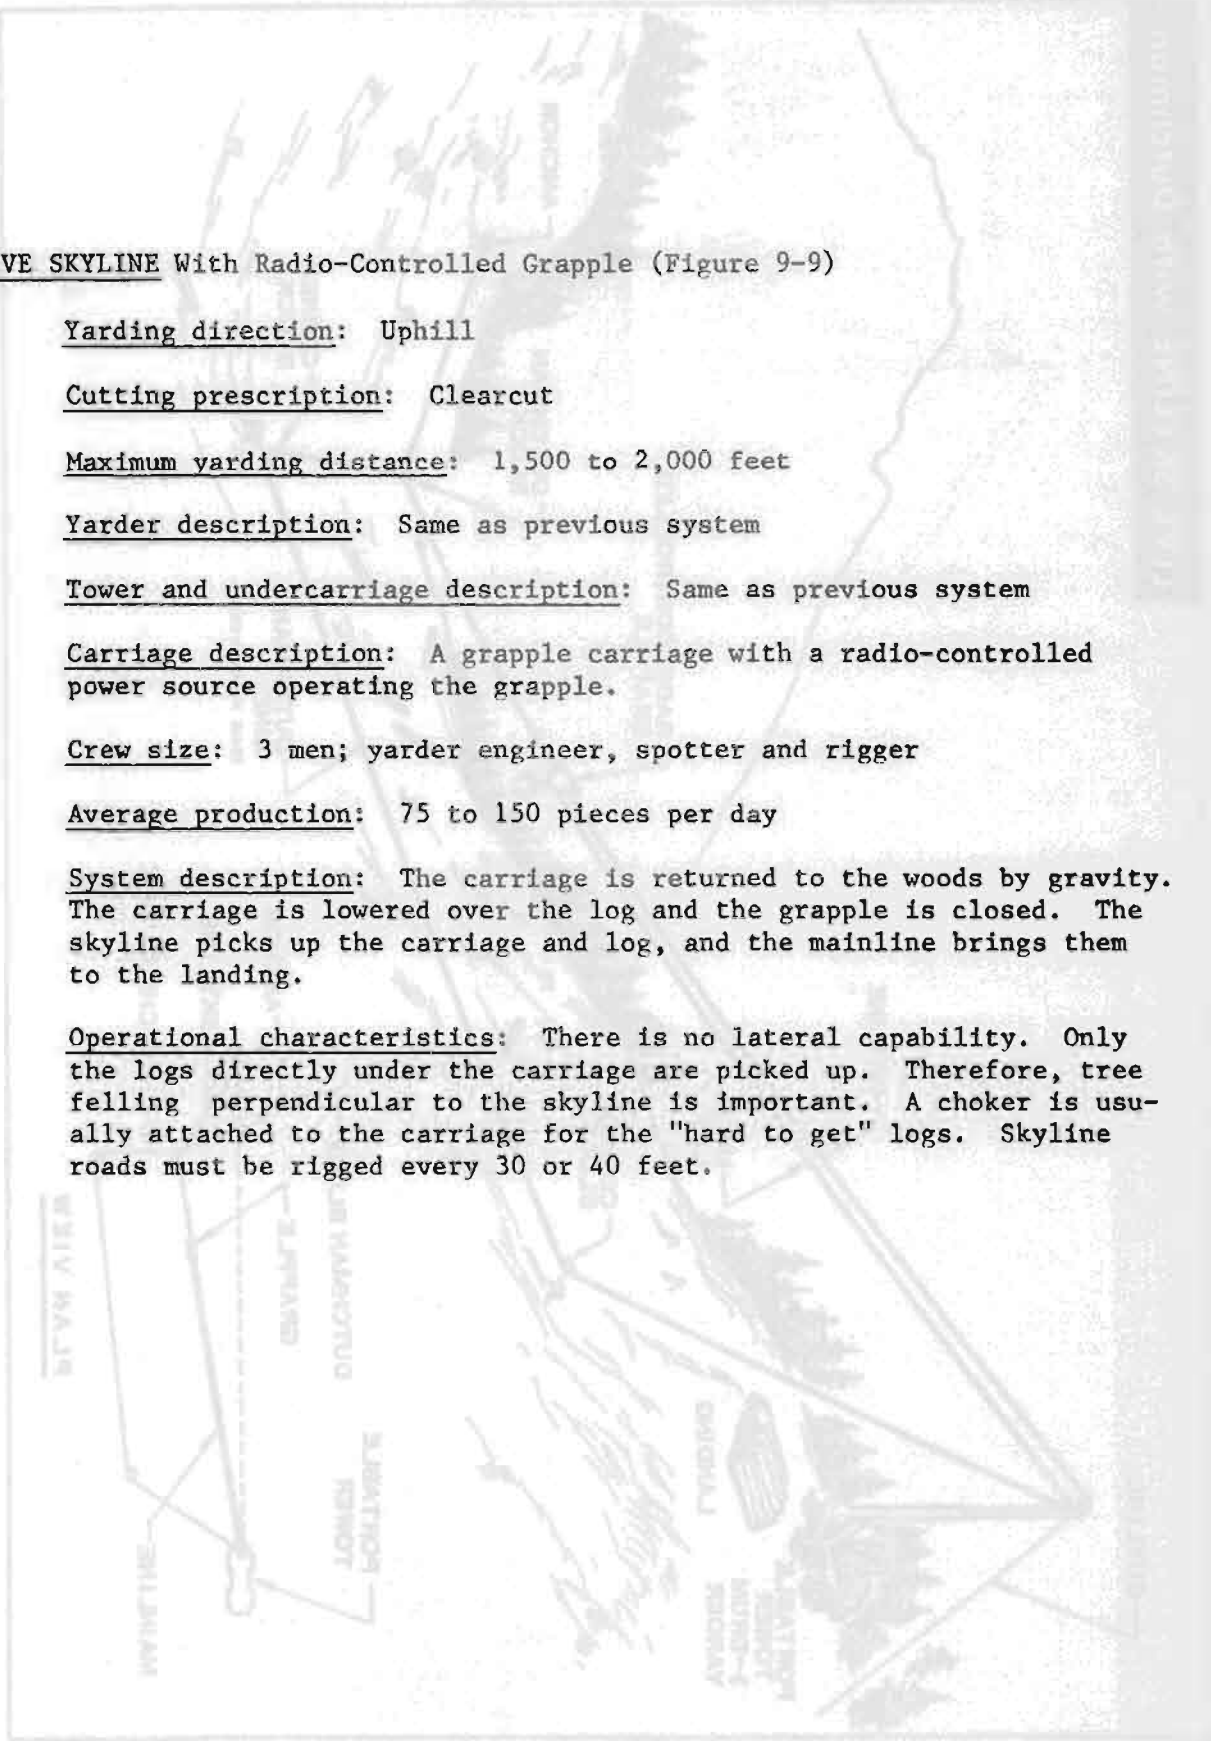 VE SKYLINE With Radio-Controlled Grapple (Figure 9-9)
Yarding direction: Uphill
Cutting prescription: Clearcut
Maximum yarding distance: 1,500 to 2,000 feet
Yarder description: Same as previous system
Tower and undercarriage description: Same as previous system
Carriage description: A grapple carriage with a radio-controlled
power source operating the grapple.
Crew size: 3 men; yarder engineer, spotter and rigger
Average production: 75 to 150 pieces per day
System description: The carriage is returned to the woods by gravity.
The carriage is lowered over the log and the grapple is closed. The
skyline picks up the carriage and log, and the mainline brings them
to the landing.
Operational characteristics: There is no lateral capability. Only
the logs directly under the carriage are picked up. Therefore, tree
felling perpendicular to the skyline is important. A choker is usu-
ally attached to the carriage for the "hard to get" logs. Skyline
roads must be rigged every 30 or 40 feet.
PLAN VIEW
GRAPPLE
LANDING
PORTABLE
TOWER
MAINLINE